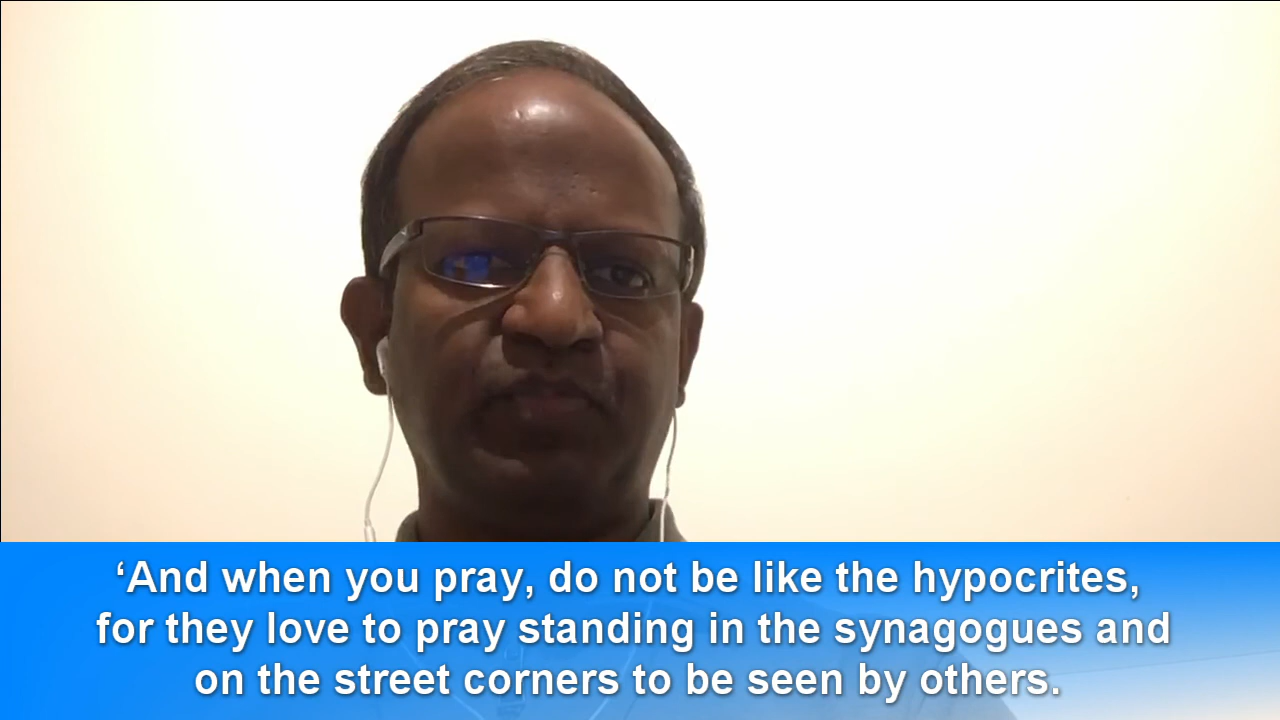 ‘And when you pray, do not be like the hypocrites,
for they love to pray standing in the synagogues and
on the street corners to be seen by others.